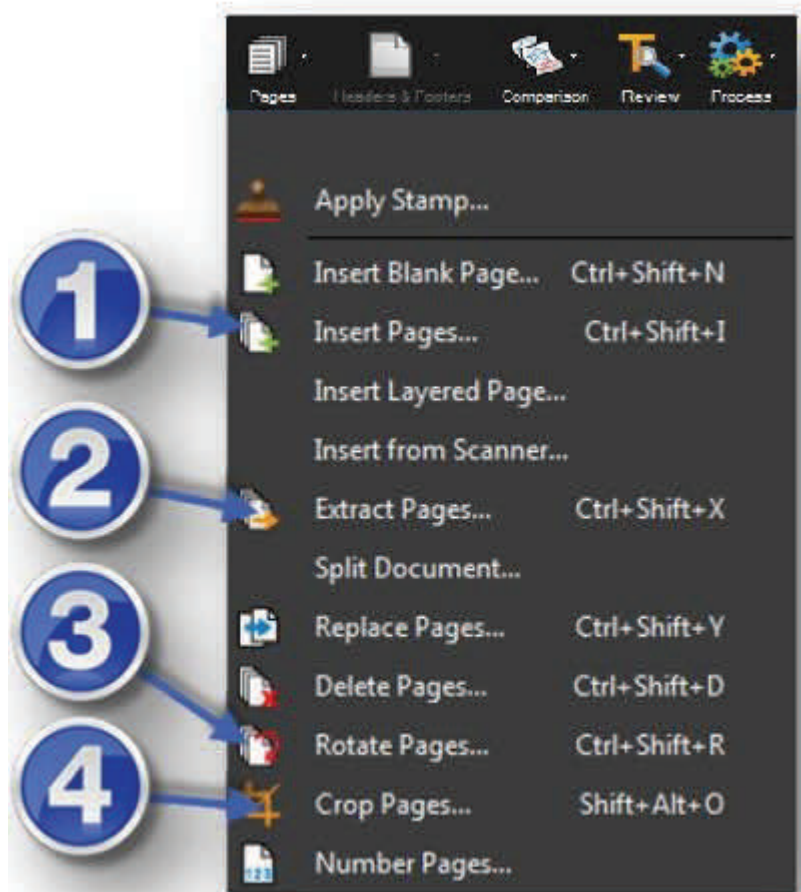 Pages Headers & Footers Comparison Review Process
Apply Stamp...
Insert Blank Page... Ctrl+Shift+N
1
Insert Pages... Ctrl+Shift+I
Insert Layered Page...
Insert from Scanner...
2
Extract Pages... Ctrl+Shift+X
Split Document...
3
Replace Pages... Ctrl+Shift+Y
Delete Pages... Ctrl+Shift+D
Rotate Pages... Ctrl+Shift+R
4
Crop Pages... Shift+Alt+O
123
Number Pages...